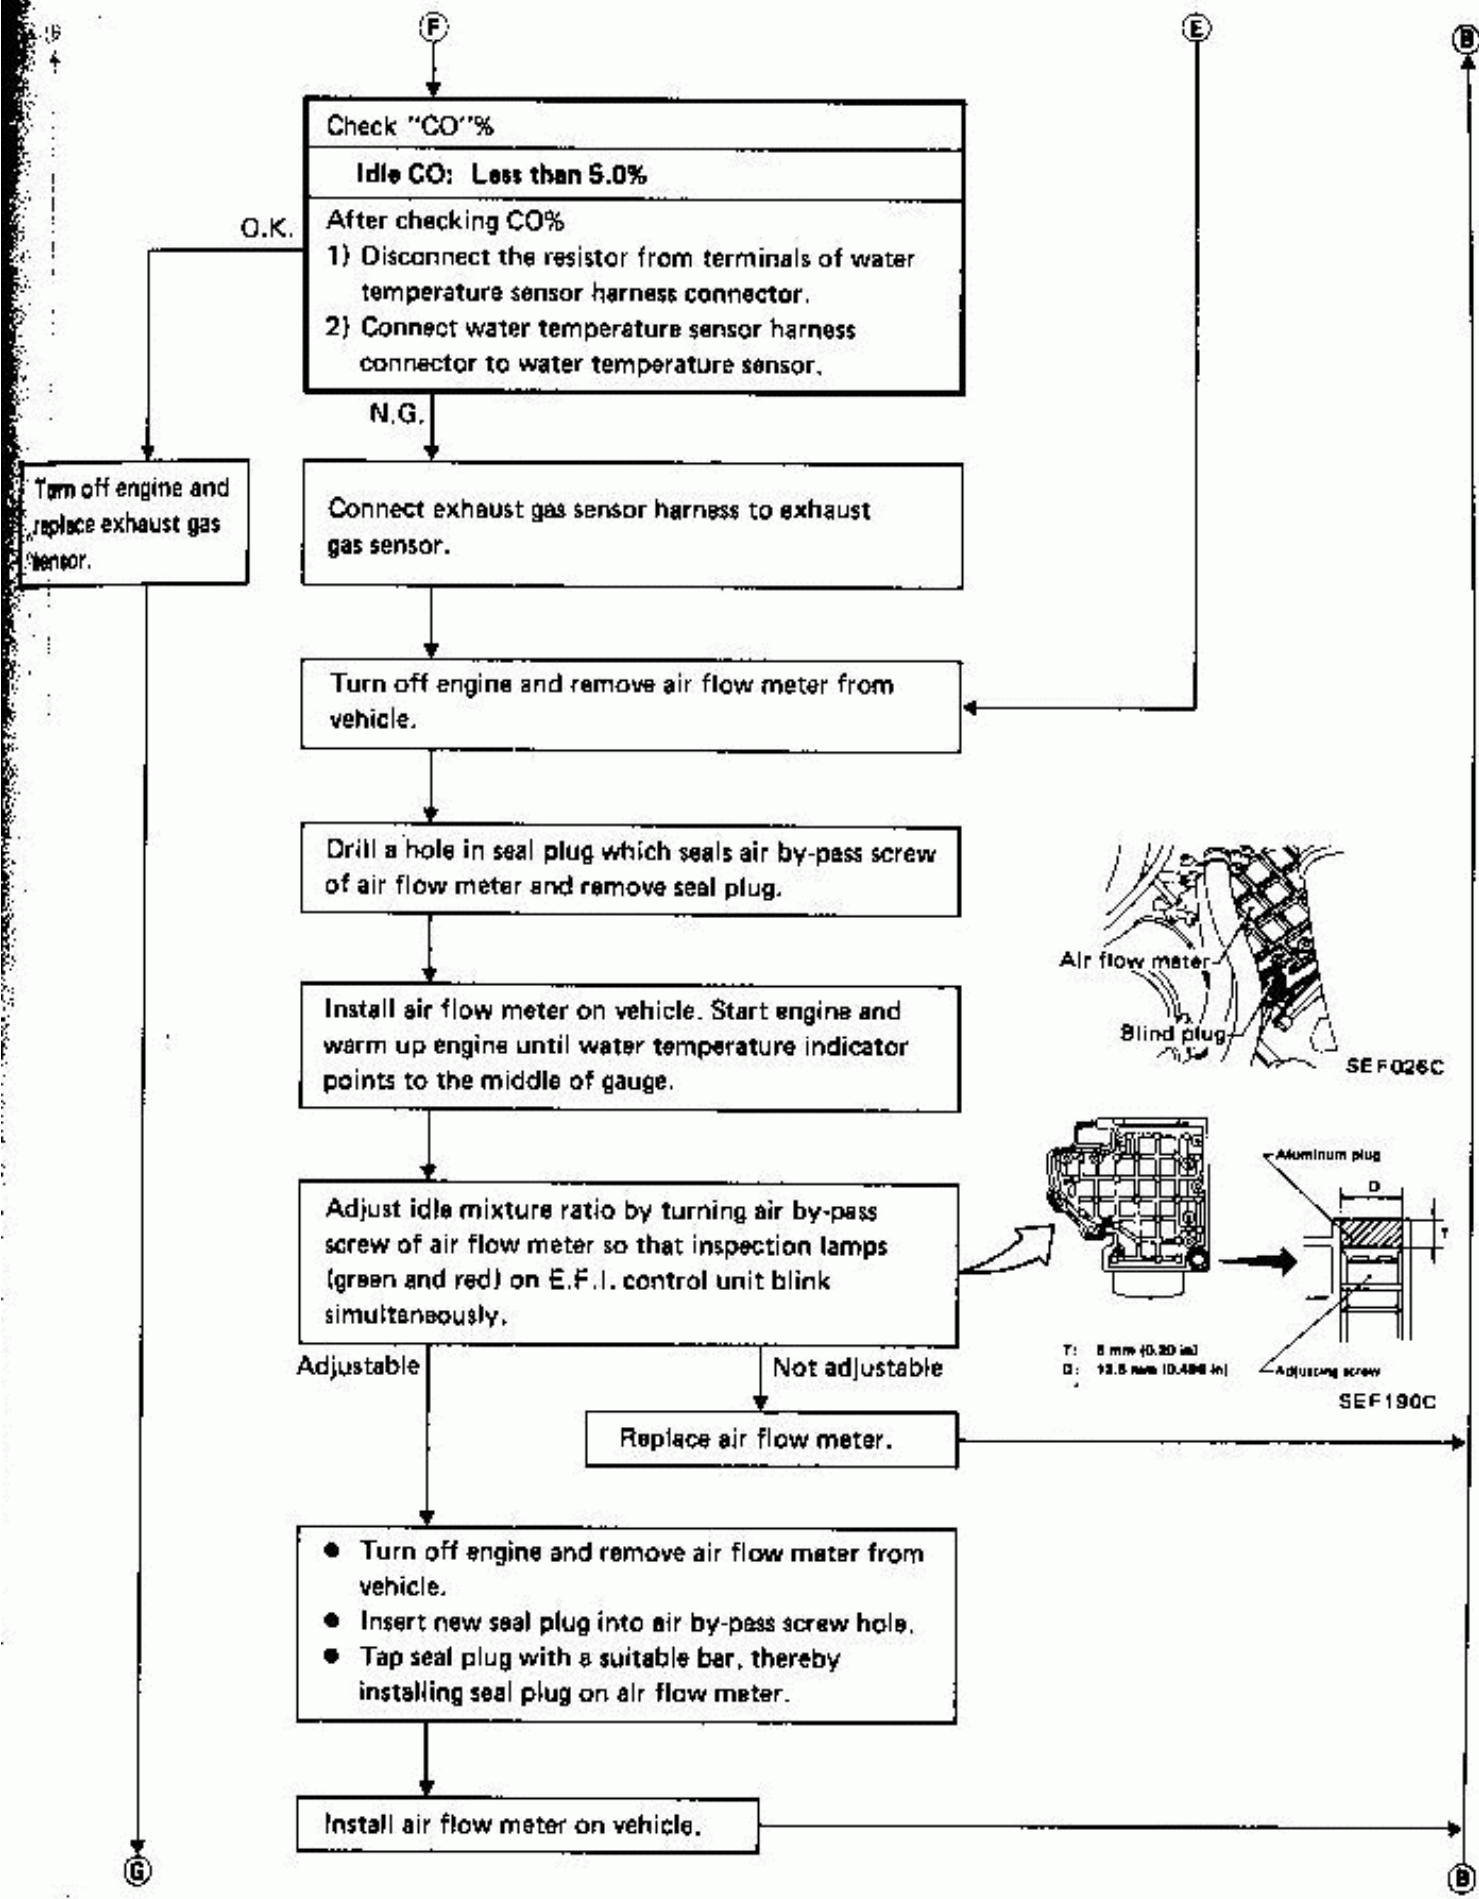 F
E
B
Check "CO"%
Idle CO: Less than 5.0%
After checking CO%
1) Disconnect the resistor from terminals of water
temperature sensor harness connector.
2) Connect water temperature sensor harness
connector to water temperature sensor.
O.K.
N.G.
Turn off engine and
replace exhaust gas
sensor.
Connect exhaust gas sensor harness to exhaust
gas sensor.
Turn off engine and remove air flow meter from
vehicle.
Drill a hole in seal plug which seals air by-pass screw
of air flow meter and remove seal plug.
Air flow meter
Blind plug
SEF026C
Install air flow meter on vehicle. Start engine and
warm up engine until water temperature indicator
points to the middle of gauge.
Adjust idle mixture ratio by turning air by-pass
screw of air flow meter so that inspection lamps
(green and red) on E.F.I. control unit blink
simultaneously.
Aluminum plug
D
T
T: 5 mm (0.20 in)
D: mm in)
Adjusting screw
SEF190C
Adjustable
Not adjustable
Replace air flow meter.
● Turn off engine and remove air flow meter from
vehicle.
● Insert new seal plug into air by-pass screw hole.
● Tap seal plug with a suitable bar, thereby
installing seal plug on air flow meter.
Install air flow meter on vehicle.
G
B